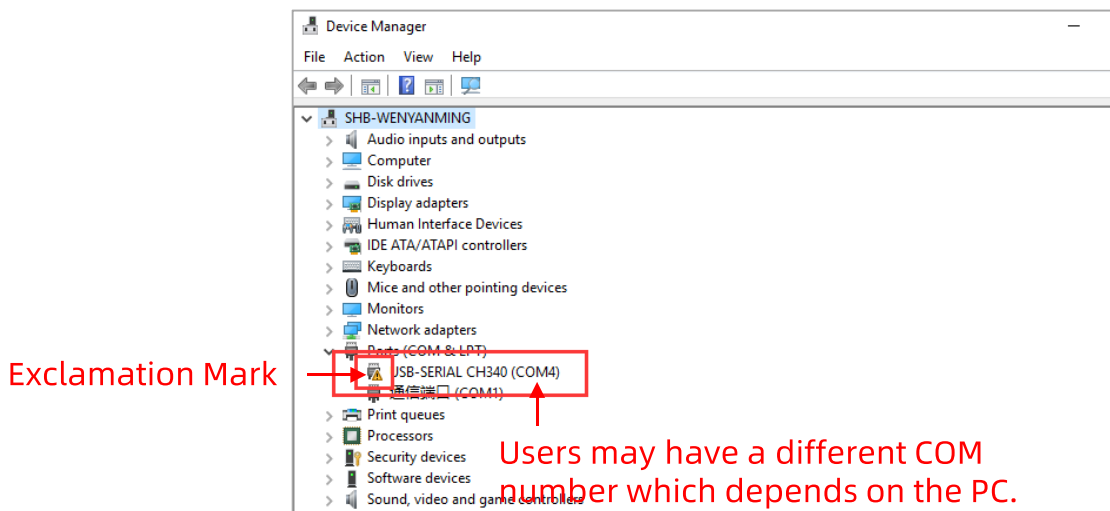 Device Manager
File Action View Help
SHB-WENYANMING
Audio inputs and outputs
Computer
Disk drives
Display adapters
Human Interface Devices
IDE ATA/ATAPI controllers
Keyboards
Mice and other pointing devices
Monitors
Network adapters
Ports (COM & LPT)
Exclamation Mark
USB-SERIAL CH340 (COM4)
通信端口 (COM1)
Print queues
Processors
Security devices
Software devices
Sound, video and game controllers
Users may have a different COM
number which depends on the PC.